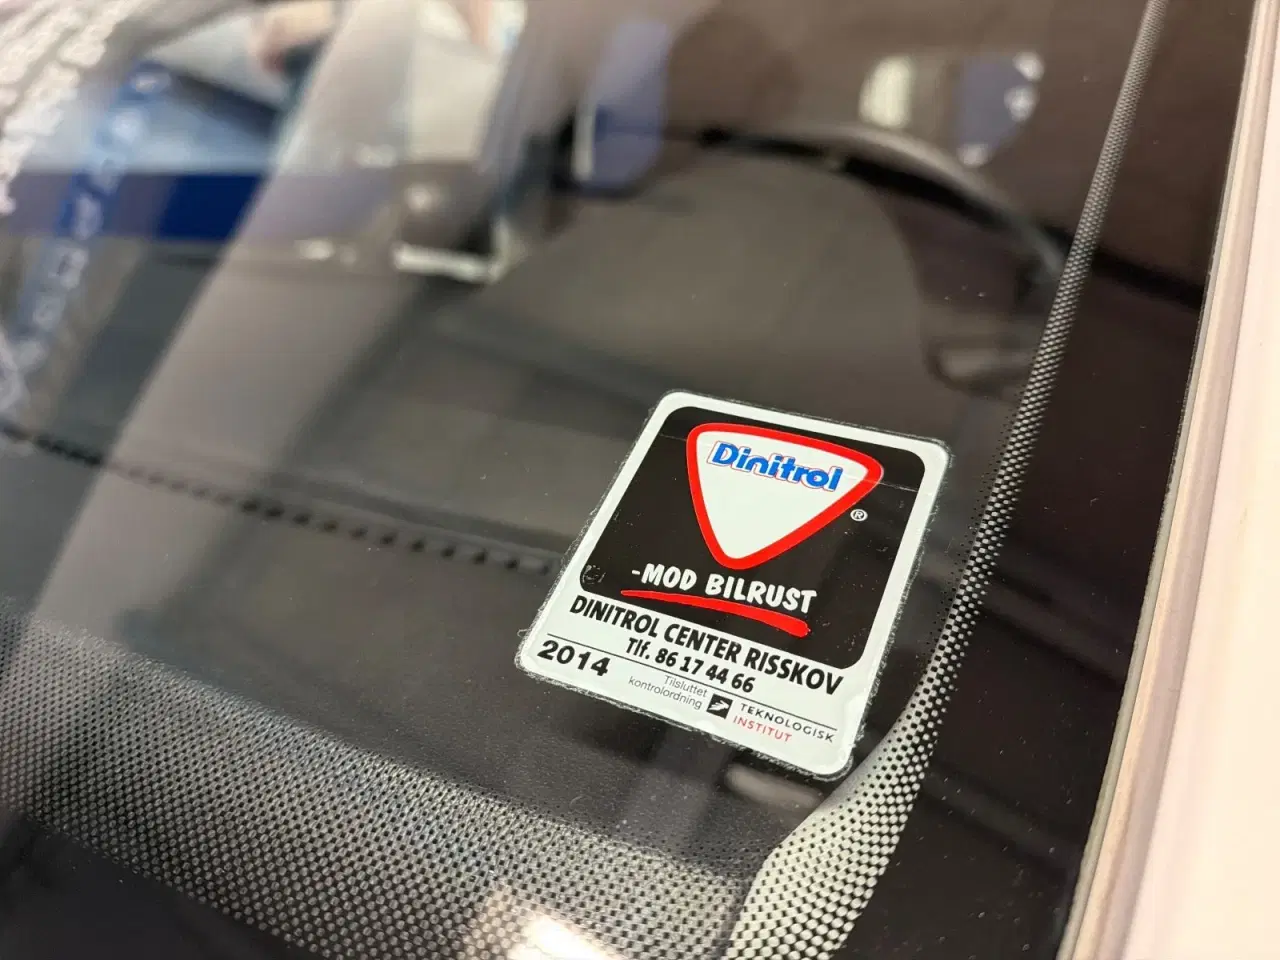 Dinitrol
®
-MOD BILRUST
DINITROL CENTER RISSKOV
Tlf. 86 17 44 66
2014
Tilsluttet
kontrolordning
TEKNOLOGISK
INSTITUT